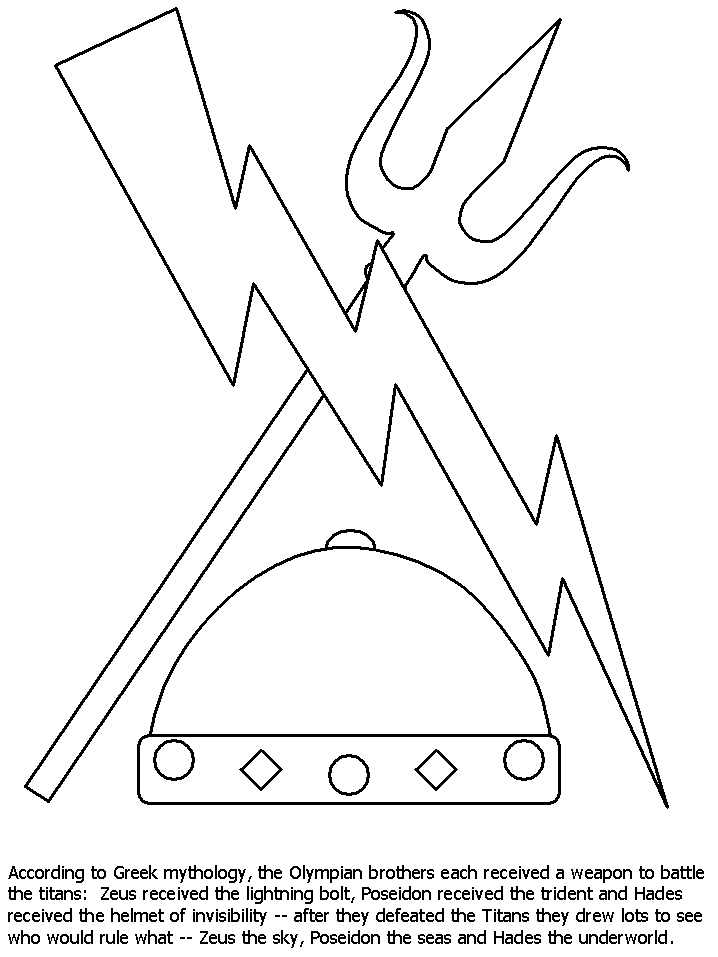 According to Greek mythology, the Olympian brothers each received a weapon to battle
the titans:  Zeus received the lightning bolt, Poseidon received the trident and Hades
received the helmet of invisibility -- after they defeated the Titans they drew lots to see
who would rule what -- Zeus the sky, Poseidon the seas and Hades the underworld.